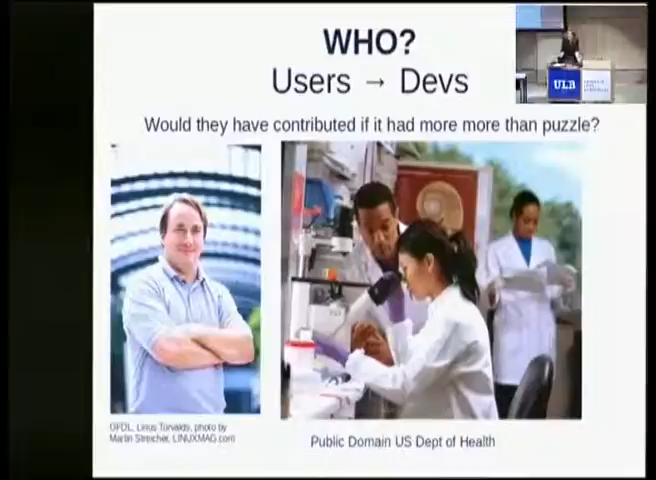 WHO?
Users → Devs
Would they have contributed if it had more more than puzzle?
ULB
GFDL, Linus Torvalds, photo by
Martin Streicher, LINUXMAG.com
Public Domain US Dept of Health